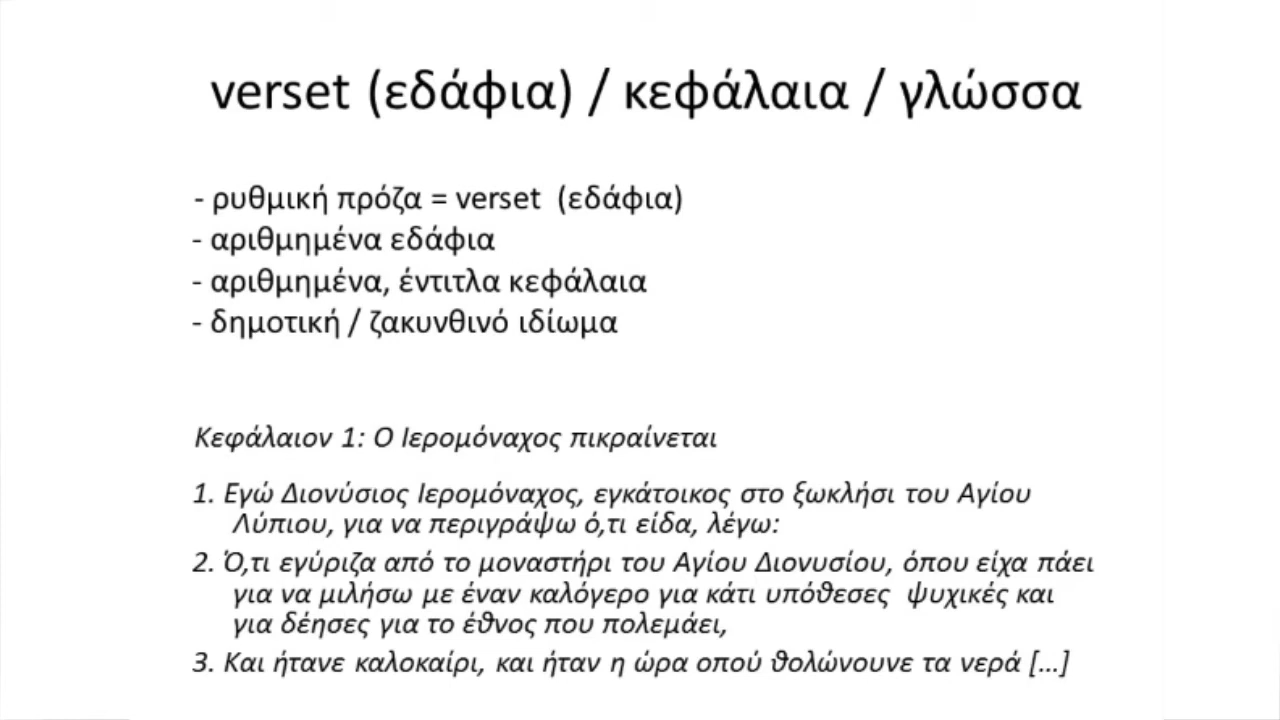 verset (εδάφια) / κεφάλαια / γλώσσα
- ρυθμική πρόζα = verset (εδάφια)
- αριθμημένα εδάφια
- αριθμημένα, έντιτλα κεφάλαια
- δημοτική / ζακυνθινό ιδίωμα
Κεφάλαιον 1: Ο Ιερομόναχος πικραίνεται
1. Εγώ Διονύσιος Ιερομόναχος, εγκάτοικος στο ξωκλήσι του Αγίου
Λύπιου, για να περιγράψω ό,τι είδα, λέγω:
2. Ό,τι εγύριζα από το μοναστήρι του Αγίου Διονυσίου, όπου είχα πάει
για να μιλήσω με έναν καλόγερο για κάτι υπόθεσες ψυχικές και
για δέησες για το έθνος που πολεμάει,
3. Και ήτανε καλοκαίρι, και ήταν η ώρα οπού θολώνουνε τα νερά [...]